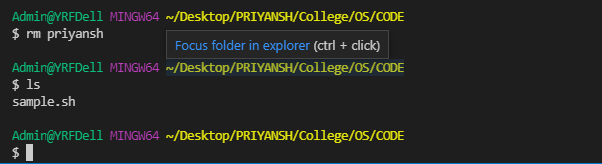 Admin@YRFDell MINGW64 ~/Desktop/PRIYANSH/College/OS/CODE
$ rm priyansh
Focus folder in explorer (ctrl + click)
Admin@YRFDell MINGW64 ~/Desktop/PRIYANSH/College/OS/CODE
$ ls
sample.sh
Admin@YRFDell MINGW64 ~/Desktop/PRIYANSH/College/OS/CODE
$